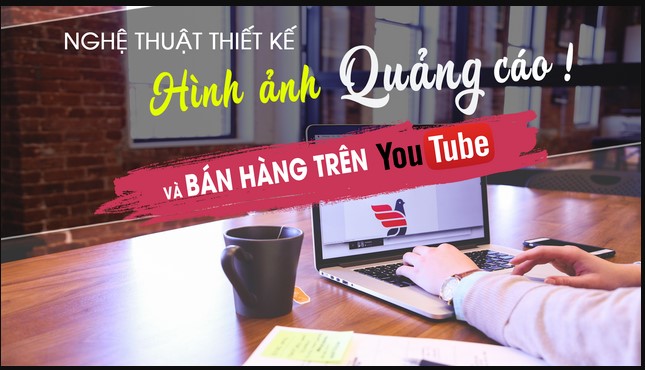 NGHỆ THUẬT THIẾT KẾ
Hình ảnh Quảng cáo !
VÀ BÁN HÀNG TRÊN YouTube